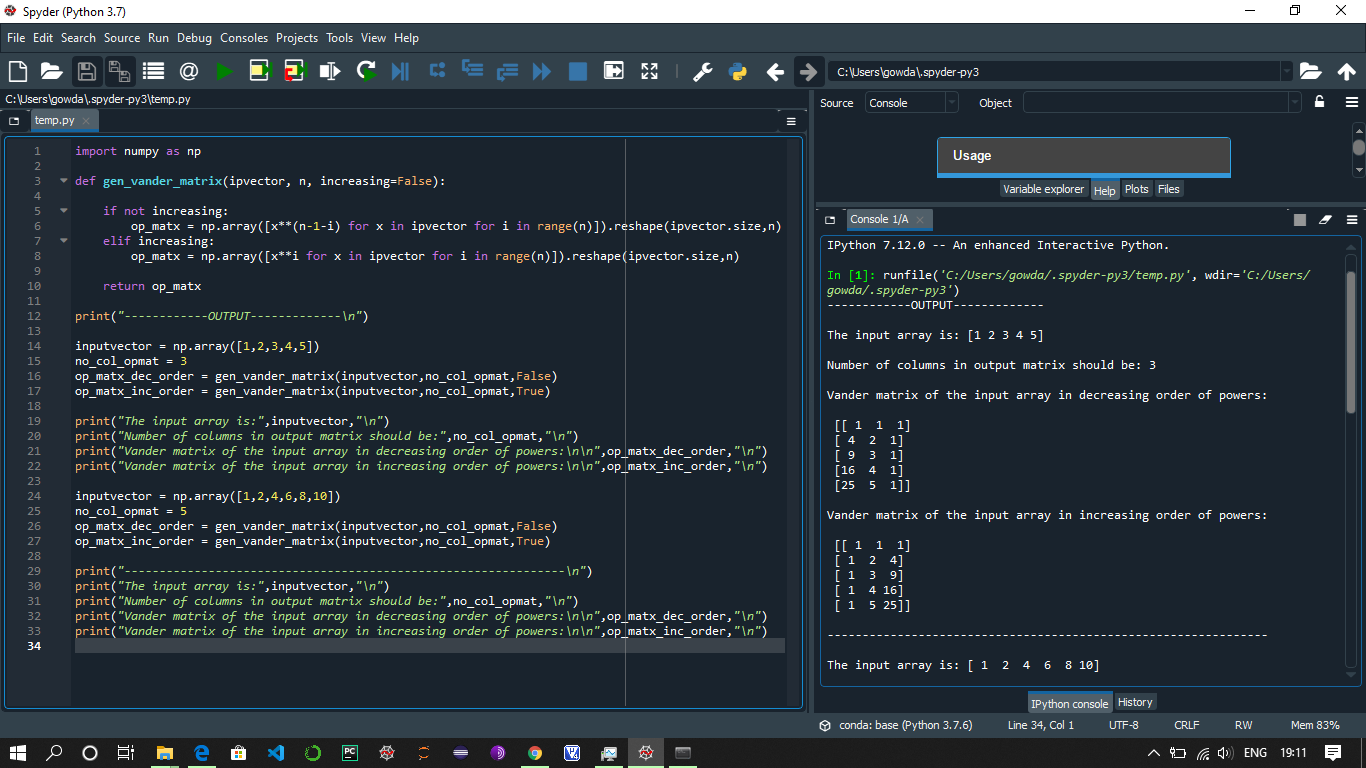 Spyder (Python 3.7)
File Edit Search Source Run Debug Consoles Projects Tools View Help
C:\Users\gowda\.spyder-py3
C:\Users\gowda\.spyder-py3\temp.py
temp.py
1 import numpy as np
2
3 def gen_vander_matrix(ipvector, n, increasing=False):
4
5     if not increasing:
6         op_matx = np.array([x**(n-1-i) for x in ipvector for i in range(n)]).reshape(ipvector.size,n)
7     elif increasing:
8         op_matx = np.array([x**i for x in ipvector for i in range(n)]).reshape(ipvector.size,n)
9
10     return op_matx
11
12 print("------------OUTPUT-------------\n")
13
14 inputvector = np.array([1,2,3,4,5])
15 no_col_opmat = 3
16 op_matx_dec_order = gen_vander_matrix(inputvector,no_col_opmat,False)
17 op_matx_inc_order = gen_vander_matrix(inputvector,no_col_opmat,True)
18
19 print("The input array is:",inputvector,"\n")
20 print("Number of columns in output matrix should be:",no_col_opmat,"\n")
21 print("Vander matrix of the input array in decreasing order of powers:\n\n",op_matx_dec_order,"\n")
22 print("Vander matrix of the input array in increasing order of powers:\n\n",op_matx_inc_order,"\n")
23
24 inputvector = np.array([1,2,4,6,8,10])
25 no_col_opmat = 5
26 op_matx_dec_order = gen_vander_matrix(inputvector,no_col_opmat,False)
27 op_matx_inc_order = gen_vander_matrix(inputvector,no_col_opmat,True)
28
29 print("---------------------------------------------------------------\n")
30 print("The input array is:",inputvector,"\n")
31 print("Number of columns in output matrix should be:",no_col_opmat,"\n")
32 print("Vander matrix of the input array in decreasing order of powers:\n\n",op_matx_dec_order,"\n")
33 print("Vander matrix of the input array in increasing order of powers:\n\n",op_matx_inc_order,"\n")
34
Source Console Object
Usage
Variable explorer Help Plots Files
Console 1/A
IPython 7.12.0 -- An enhanced Interactive Python.
In [1]: runfile('C:/Users/gowda/.spyder-py3/temp.py', wdir='C:/Users/
gowda/.spyder-py3')
------------OUTPUT-------------
The input array is: [1 2 3 4 5]
Number of columns in output matrix should be: 3
Vander matrix of the input array in decreasing order of powers:
[[ 1  1  1]
[ 4  2  1]
[ 9  3  1]
[16  4  1]
[25  5  1]]
Vander matrix of the input array in increasing order of powers:
[[ 1  1  1]
[ 1  2  4]
[ 1  3  9]
[ 1  4 16]
[ 1  5 25]]
---------------------------------------------------------------
The input array is: [ 1  2  4  6  8 10]
IPython console History
conda: base (Python 3.7.6) Line 34, Col 1 UTF-8 CRLF RW Mem 83%
ENG 19:11